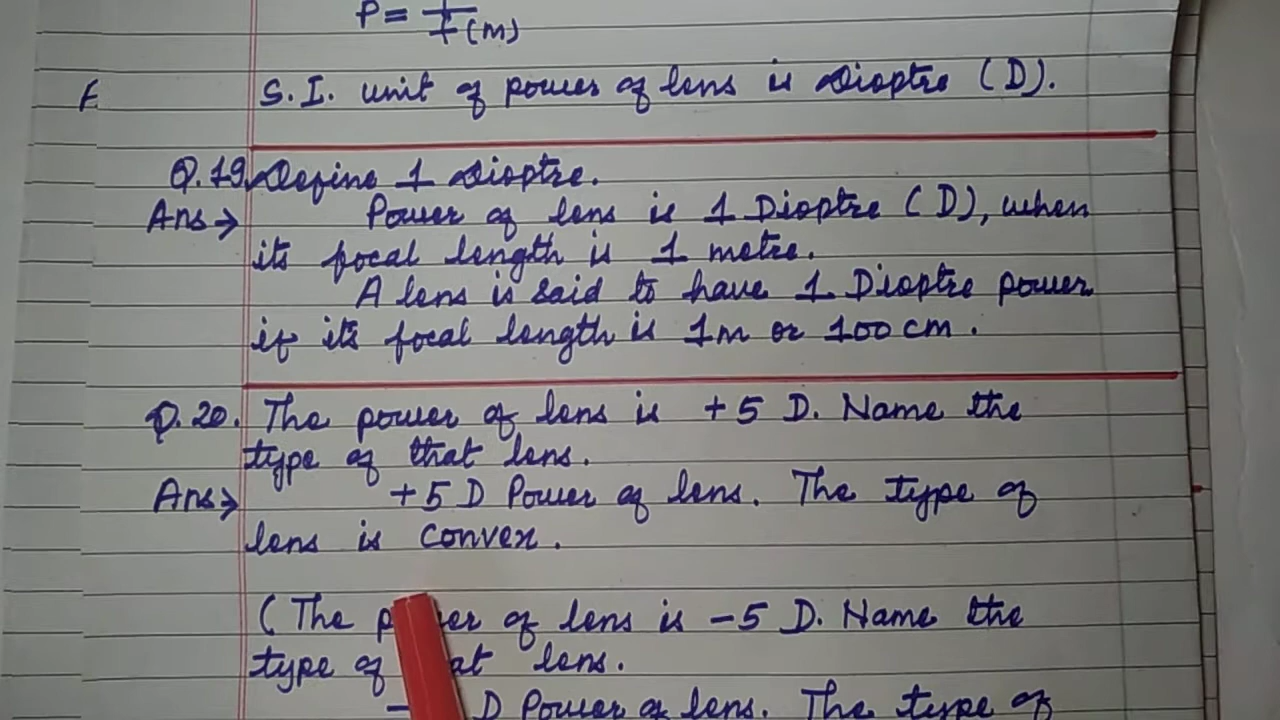 P = 1/f (m)
S.I. unit of power of lens is Dioptre (D).
Q.19. Define 1 Dioptre.
Ans→ Power of lens is 1 Dioptre (D), when
its focal length is 1 metre.
A lens is said to have 1 Dioptre power
if its focal length is 1m or 100 cm.
Q.20. The power of lens is +5 D. Name the
type of that lens.
Ans→ +5 D Power of lens. The type of
lens is convex.
(The of lens is -5 D. Name the
type of lens.
- D Power of lens. The type of